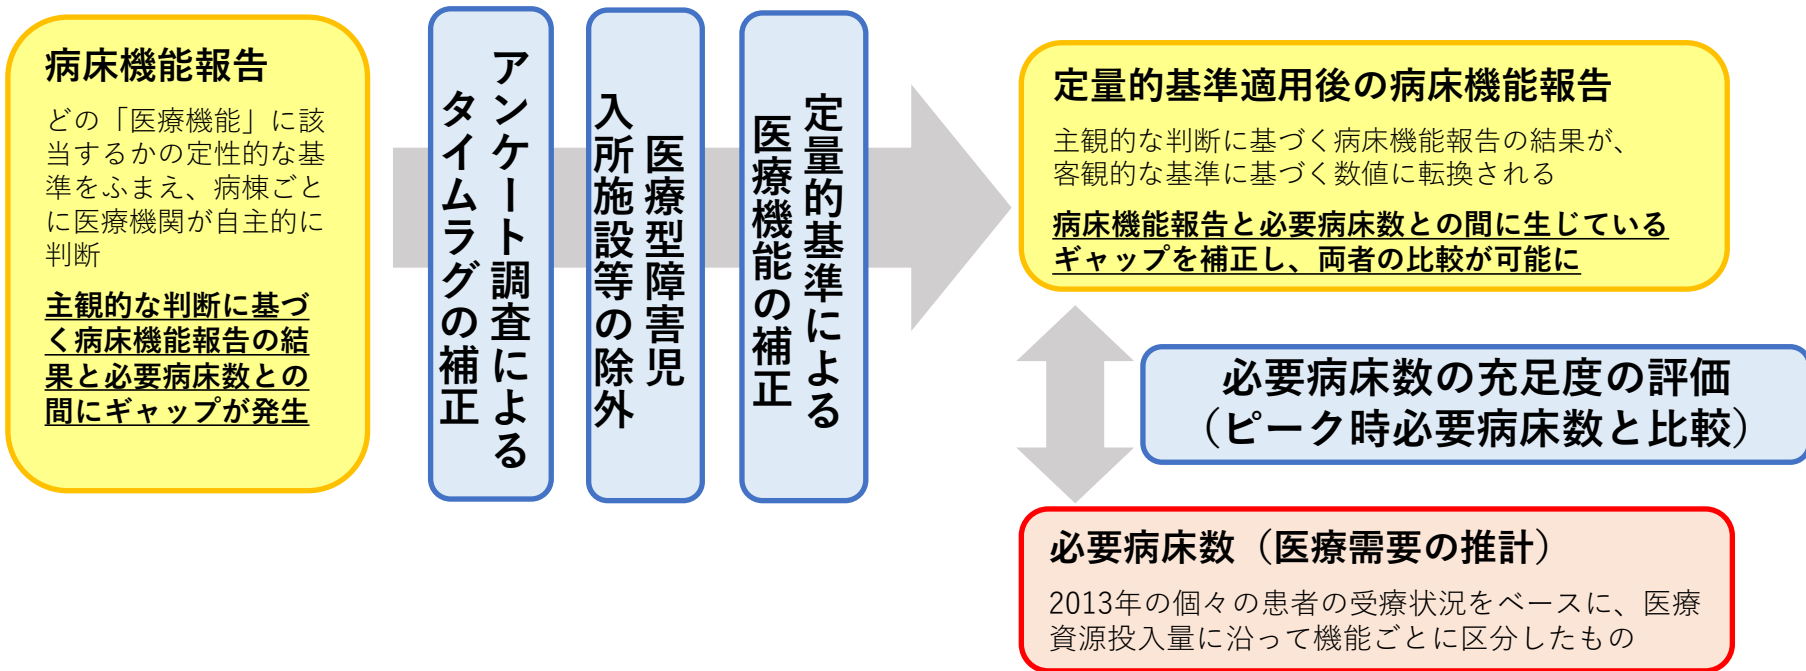 病床機能報告
どの「医療機能」に該
当するかの定性的な基
準をふまえ、病棟ごと
に医療機関が自主的に
判断
主観的な判断に基づ
く病床機能報告の結
果と必要病床数との
間にギャップが発生
アンケート調査による
タイムラグの補正
医療型障害児
入所施設等の除外
定量的基準による
医療機能の補正
定量的基準適用後の病床機能報告
主観的な判断に基づく病床機能報告の結果が、
客観的な基準に基づく数値に転換される
病床機能報告と必要病床数との間に生じている
ギャップを補正し、両者の比較が可能に
必要病床数の充足度の評価
（ピーク時必要病床数と比較）
必要病床数（医療需要の推計）
2013年の個々の患者の受療状況をベースに、医療
資源投入量に沿って機能ごとに区分したもの